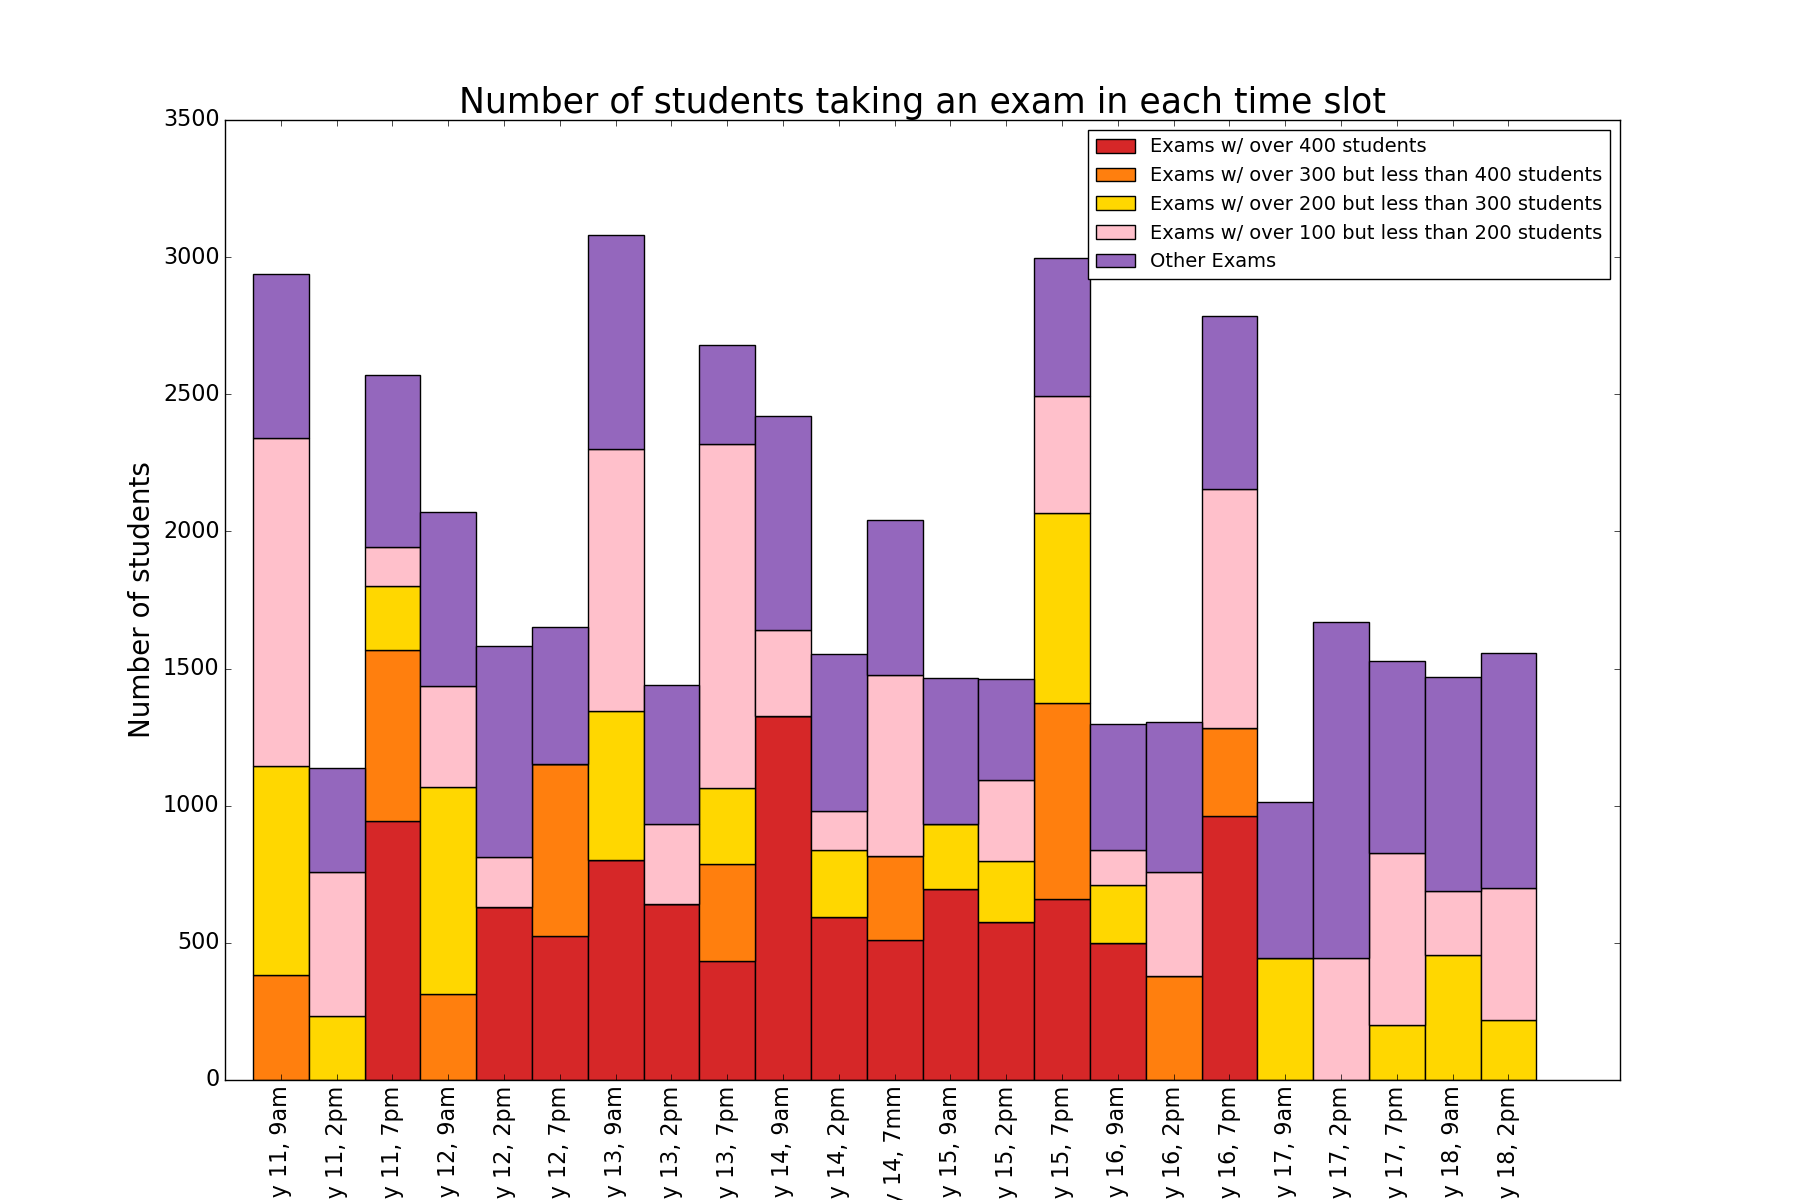 Number of students taking an exam in each time slot
3500
3000
2500
2000
1500
1000
500
0
Number of students
Exams w/ over 400 students
Exams w/ over 300 but less than 400 students
Exams w/ over 200 but less than 300 students
Exams w/ over 100 but less than 200 students
Other Exams
y 11, 9am
y 11, 2pm
y 11, 7pm
y 12, 9am
y 12, 2pm
y 12, 7pm
y 13, 9am
y 13, 2pm
y 13, 7pm
y 14, 9am
y 14, 2pm
y 14, 7mm
y 15, 9am
y 15, 2pm
y 15, 7pm
y 16, 9am
y 16, 2pm
y 16, 7pm
y 17, 9am
y 17, 2pm
y 17, 7pm
y 18, 9am
y 18, 2pm